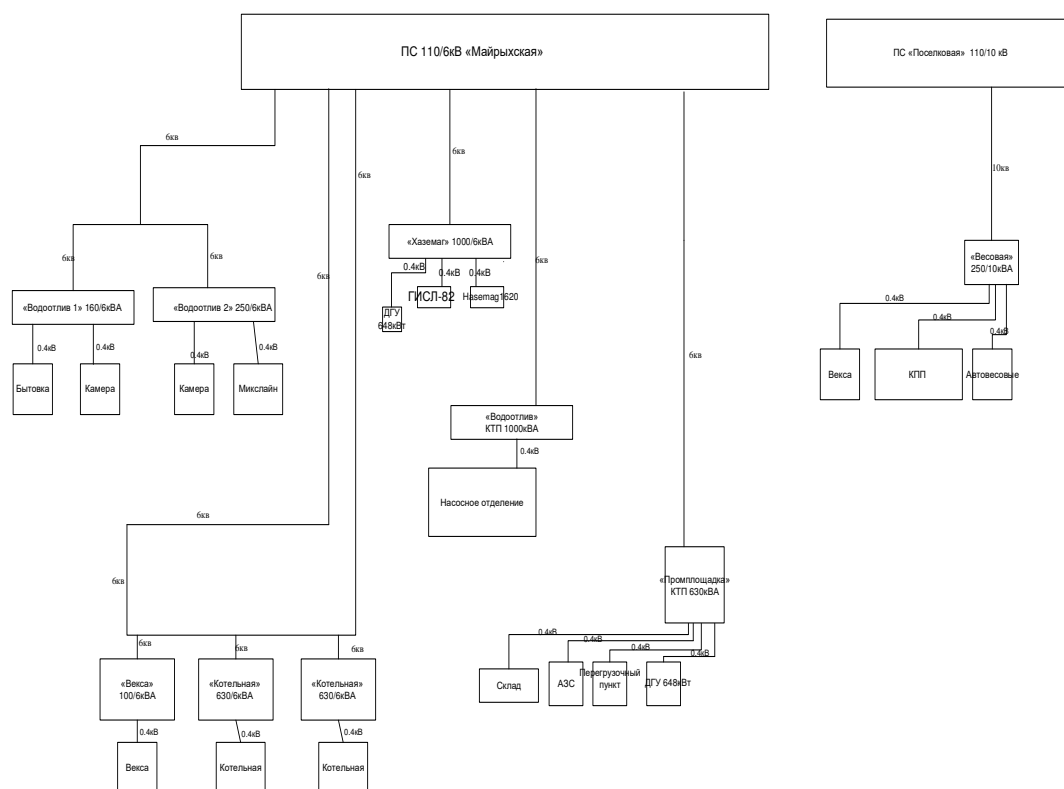 ПС 110/6кВ «Майрыхская»
ПС «Поселковая» 110/10 кВ
6кв
6кв
6кв
10кв
6кв
6кв
6кв
6кв
6кв
6кв
«Хаземаг» 1000/6кВА
0.4кВ
0.4кВ
0.4кВ
ГИСЛ-82
Hasemag1620
ДГУ
648кВт
«Весовая»
250/10кВА
0.4кВ
0.4кВ
0.4кВ
Векса
КПП
Автовесовые
«Водоотлив 1» 160/6кВА
«Водоотлив 2» 250/6кВА
0.4кВ
0.4кВ
0.4кВ
0.4кВ
Бытовка
Камера
Камера
Микслайн
«Водоотлив»
КТП 1000кВА
0.4кВ
Насосное отделение
6кв
6кв
«Промплощадка»
КТП 630кВА
0.4кВ
0.4кВ
0.4кВ
0.4кВ
Склад
АЗС
Перегрузочный
пункт
ДГУ 648кВт
6кв
6кв
6кв
«Векса»
100/6кВА
«Котельная»
630/6кВА
«Котельная»
630/6кВА
0.4кВ
0.4кВ
0.4кВ
Векса
Котельная
Котельная